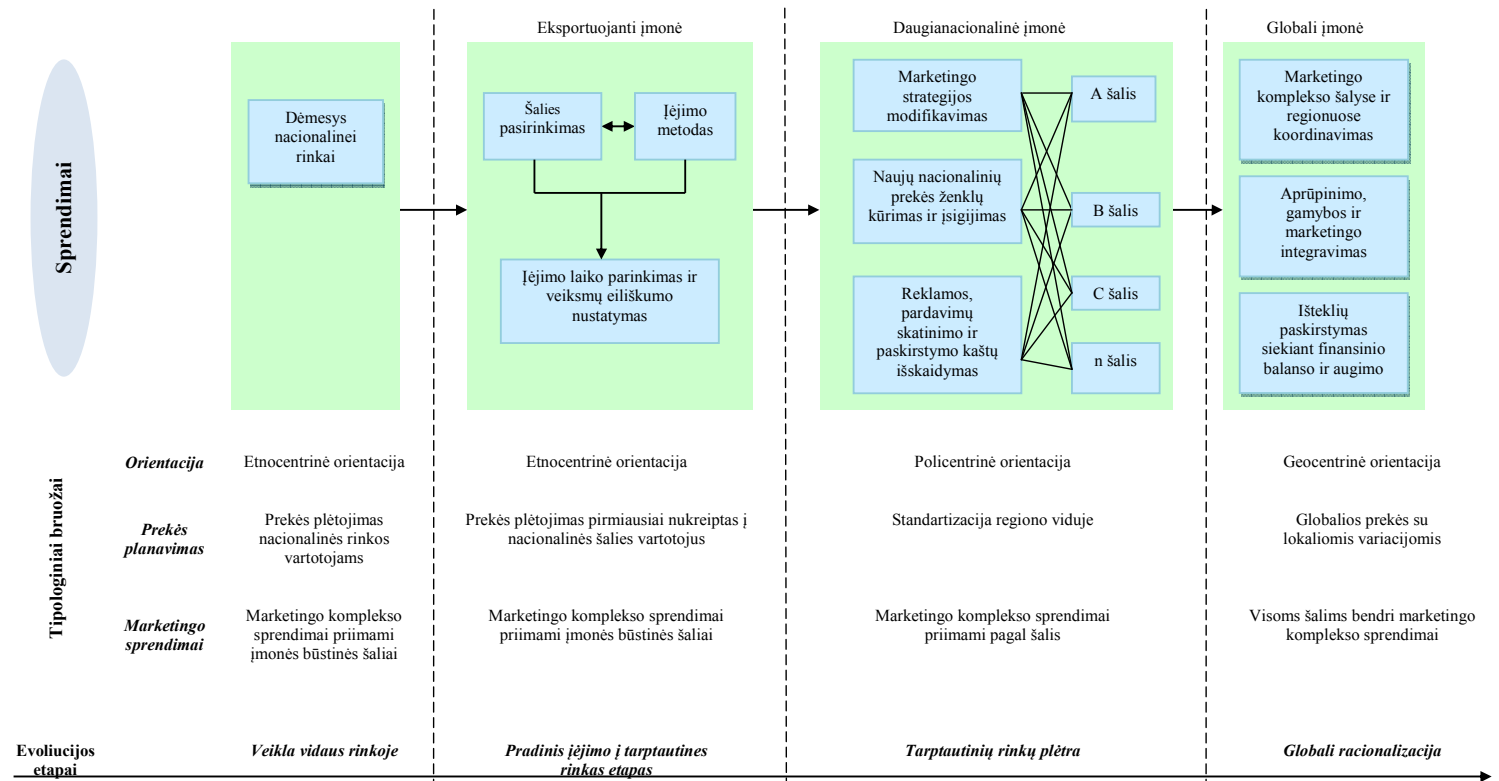 Eksportuojanti įmonė
Daugianacionalinė įmonė
Globali įmonė
Sprendimai
Dėmesys
nacionalinei
rinkai
Šalies
pasirinkimas
Įėjimo
metodas
Įėjimo laiko parinkimas ir
veiksmų eiliškumo
nustatymas
Marketingo
strategijos
modifikavimas
Naujų nacionalinių
prekės ženklų
kūrimas ir įsigijimas
Reklamos,
pardavimų
skatinimo ir
paskirstymo kaštų
išskaidymas
A šalis
B šalis
C šalis
n šalis
Marketingo
komplekso šalyse ir
regionuose
koordinavimas
Aprūpinimo,
gamybos ir
marketingo
integravimas
Išteklių
paskirstymas
siekiant finansinio
balanso ir augimo
Tipologiniai bruožai
Orientacija
Etnocentrinė orientacija
Etnocentrinė orientacija
Policentrinė orientacija
Geocentrinė orientacija
Prekės
planavimas
Prekės plėtojimas
nacionalinės rinkos
vartotojams
Prekės plėtojimas pirmiausiai nukreiptas į
nacionalinės šalies vartotojus
Standartizacija regiono viduje
Globalios prekės su
lokaliomis variacijomis
Marketingo
sprendimai
Marketingo komplekso
sprendimai priimami
įmonės būstinės šaliai
Marketingo komplekso sprendimai
priimami įmonės būstinės šaliai
Marketingo komplekso sprendimai
priimami pagal šalis
Visoms šalims bendri marketingo
komplekso sprendimai
Evoliucijos
etapai
Veikla vidaus rinkoje
Pradinis įėjimo į tarptautines
rinkas etapas
Tarptautinių rinkų plėtra
Globali racionalizacija